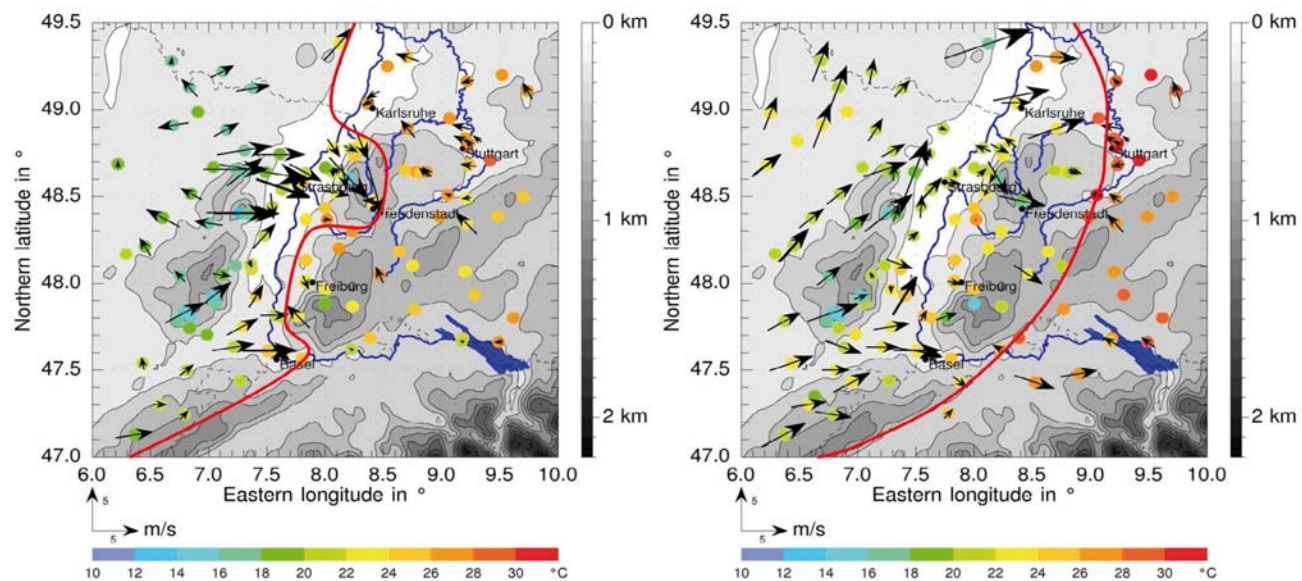 49.5
49.0
48.5
48.0
47.5
47.0
Northern latitude in °
6.0 6.5 7.0 7.5 8.0 8.5 9.0 9.5 10.0
Eastern longitude in °
Karlsruhe
Stuttgart
Strasbourg
Freudenstadt
Freiburg
Basel
0 km
1 km
2 km
5
5
m/s
10 12 14 16 18 20 22 24 26 28 30 °C
49.5
49.0
48.5
48.0
47.5
47.0
Northern latitude in °
6.0 6.5 7.0 7.5 8.0 8.5 9.0 9.5 10.0
Eastern longitude in °
Karlsruhe
Stuttgart
Strasbourg
Freudenstadt
Freiburg
Basel
0 km
1 km
2 km
5
5
m/s
10 12 14 16 18 20 22 24 26 28 30 °C